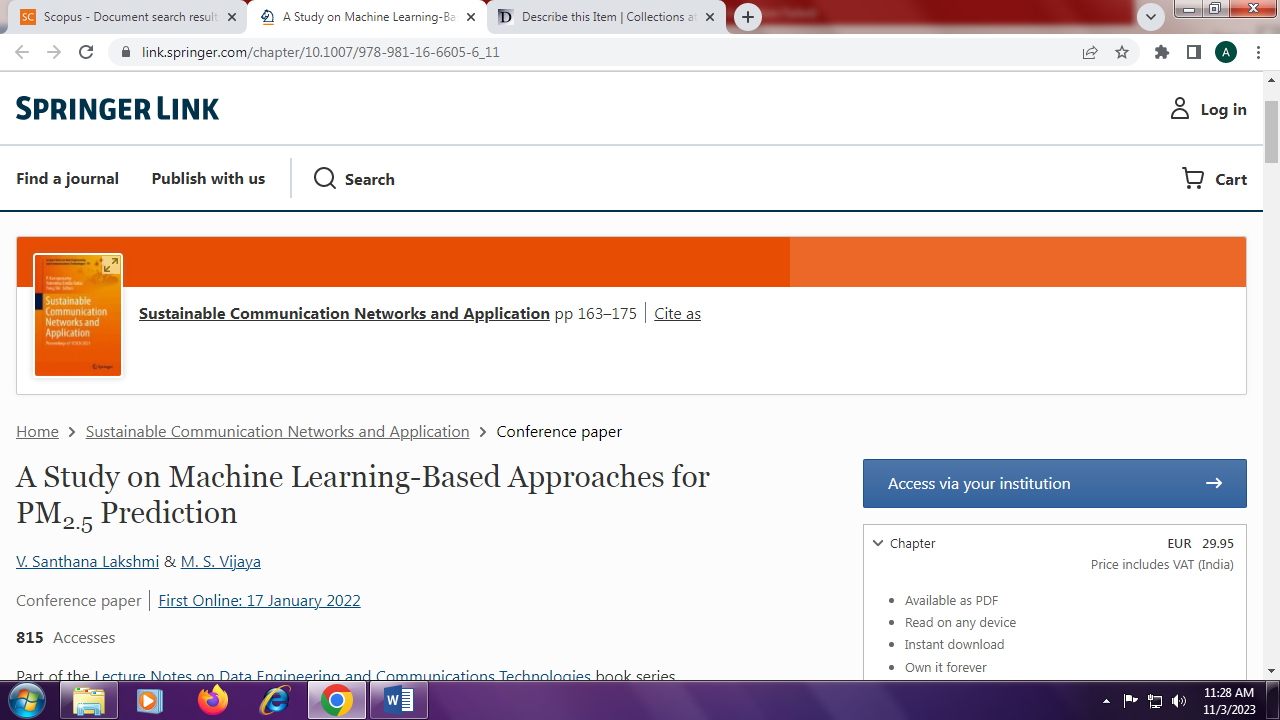 Scopus - Document search result
A Study on Machine Learning-Ba
Describe this Item | Collections a
link.springer.com/chapter/10.1007/978-981-16-6605-6_11
A
SPRINGER LINK
Log in
Find a journal
Publish with us
Search
Cart
Sustainable
Communication
Networks and
Application
Sustainable Communication Networks and Application pp 163–175 | Cite as
Home > Sustainable Communication Networks and Application > Conference paper
A Study on Machine Learning-Based Approaches for
PM2.5 Prediction
V. Santhana Lakshmi & M. S. Vijaya
Conference paper | First Online: 17 January 2022
815 Accesses
Part of the Lecture Notes on Data Engineering and Communications Technologies book series
Access via your institution
Chapter EUR 29.95
Price includes VAT (India)
Available as PDF
Read on any device
Instant download
Own it forever
11:28 AM
11/3/2023